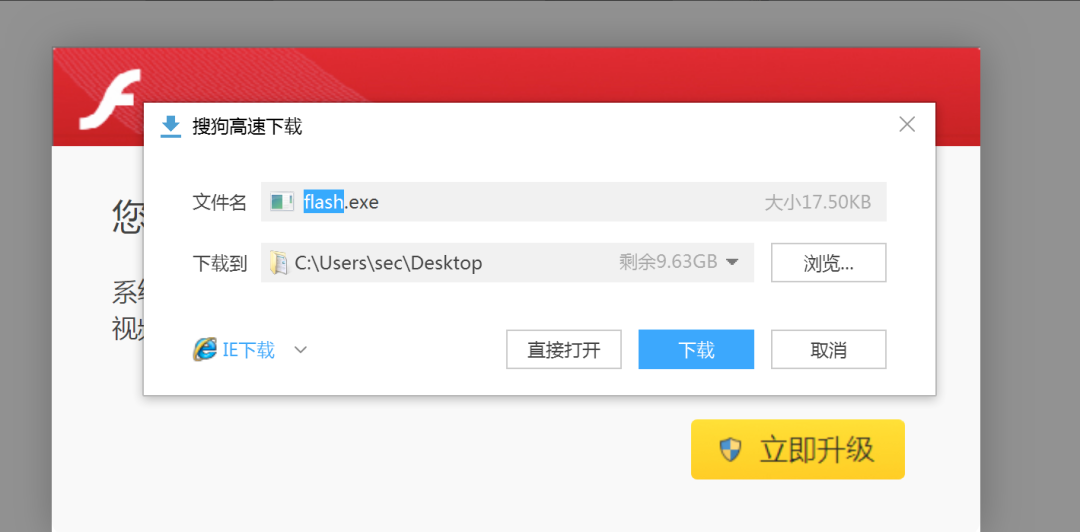 搜狗高速下载
文件名 flash.exe 大小17.50KB
下载到 C:\Users\sec\Desktop 剩余9.63GB 浏览...
您
系
视
IE下载 直接打开 下载 取消
立即升级